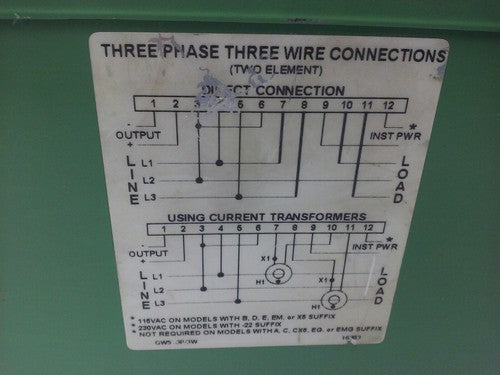 THREE PHASE THREE WIRE CONNECTIONS
(TWO ELEMENT)
DIRECT CONNECTION
1 2 3 4 5 6 7 8 9 10 11 12
- OUTPUT +
* INST PWR
LINE
L1
L2
L3
LOAD
USING CURRENT TRANSFORMERS
1 2 3 4 5 6 7 8 9 10 11 12
- OUTPUT +
* INST PWR
LINE
L1
L2
L3
X1
H1
X1
H1
LOAD
* 115VAC ON MODELS WITH B, D, E, EM, or X5 SUFFIX
* 230VAC ON MODELS WITH -22 SUFFIX
* NOT REQUIRED ON MODELS WITH A, C, CX5, EG, or EMG SUFFIX